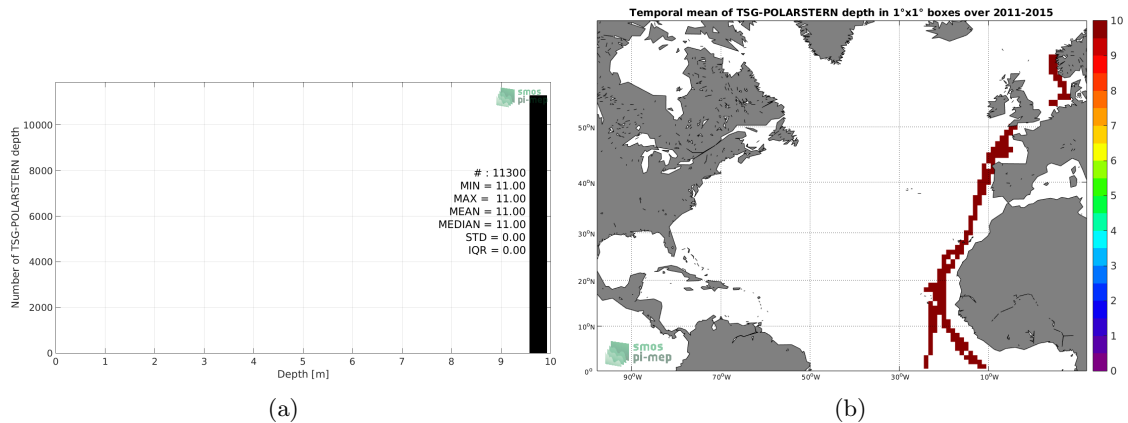 smos
pi-mep
Number of TSG-POLARSTERN depth
10000
8000
6000
4000
2000
0
# : 11300
MIN = 11.00
MAX = 11.00
MEAN = 11.00
MEDIAN = 11.00
STD = 0.00
IQR = 0.00
0 1 2 3 4 5 6 7 8 9 10
Depth [m]
(a)
Temporal mean of TSG-POLARSTERN depth in 1°x1° boxes over 2011-2015
50°N
40°N
30°N
20°N
10°N
0°
90°W 70°W 50°W 30°W 10°W
smos
pi-mep
10
9
8
7
6
5
4
3
2
1
0
(b)